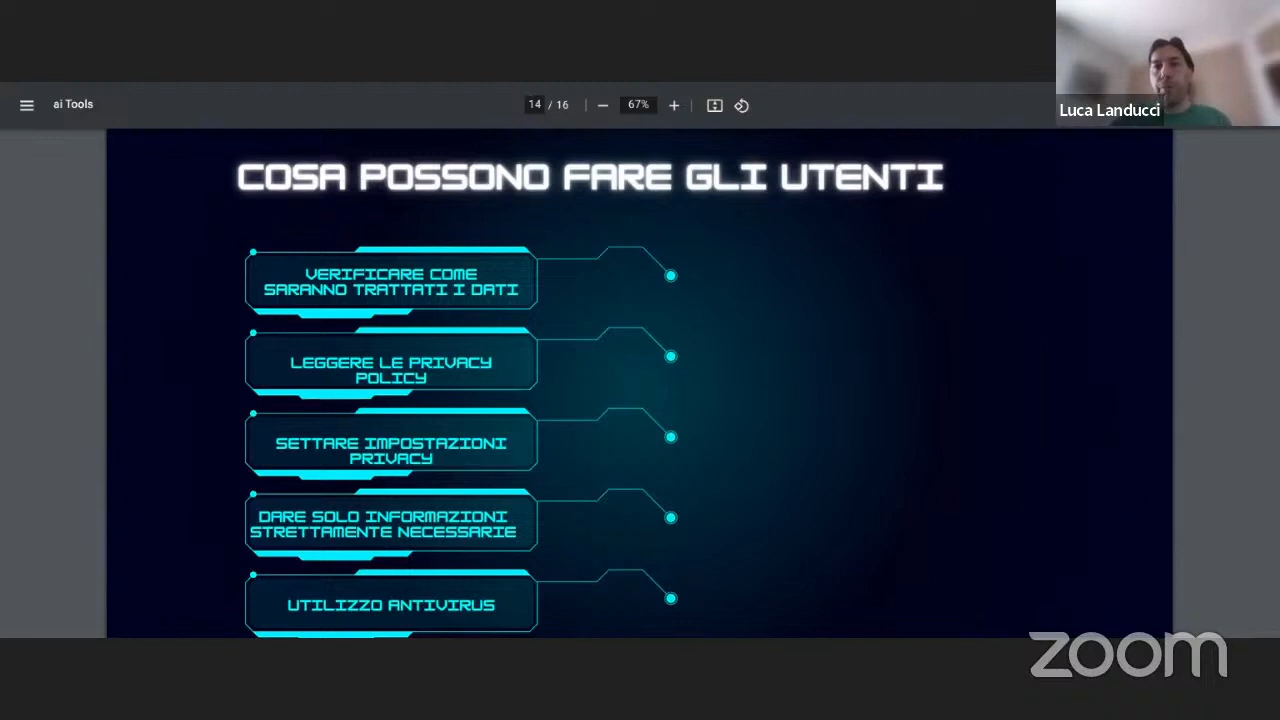 Luca Landucci
ai Tools
14 / 16
67%
COSA POSSONO FARE GLI UTENTI
VERIFICARE COME
SARANNO TRATTATI I DATI
LEGGERE LE PRIVACY
POLICY
SETTARE IMPOSTAZIONI
PRIVACY
DARE SOLO INFORMAZIONI
STRETTAMENTE NECESSARIE
UTILIZZO ANTIVIRUS
zoom